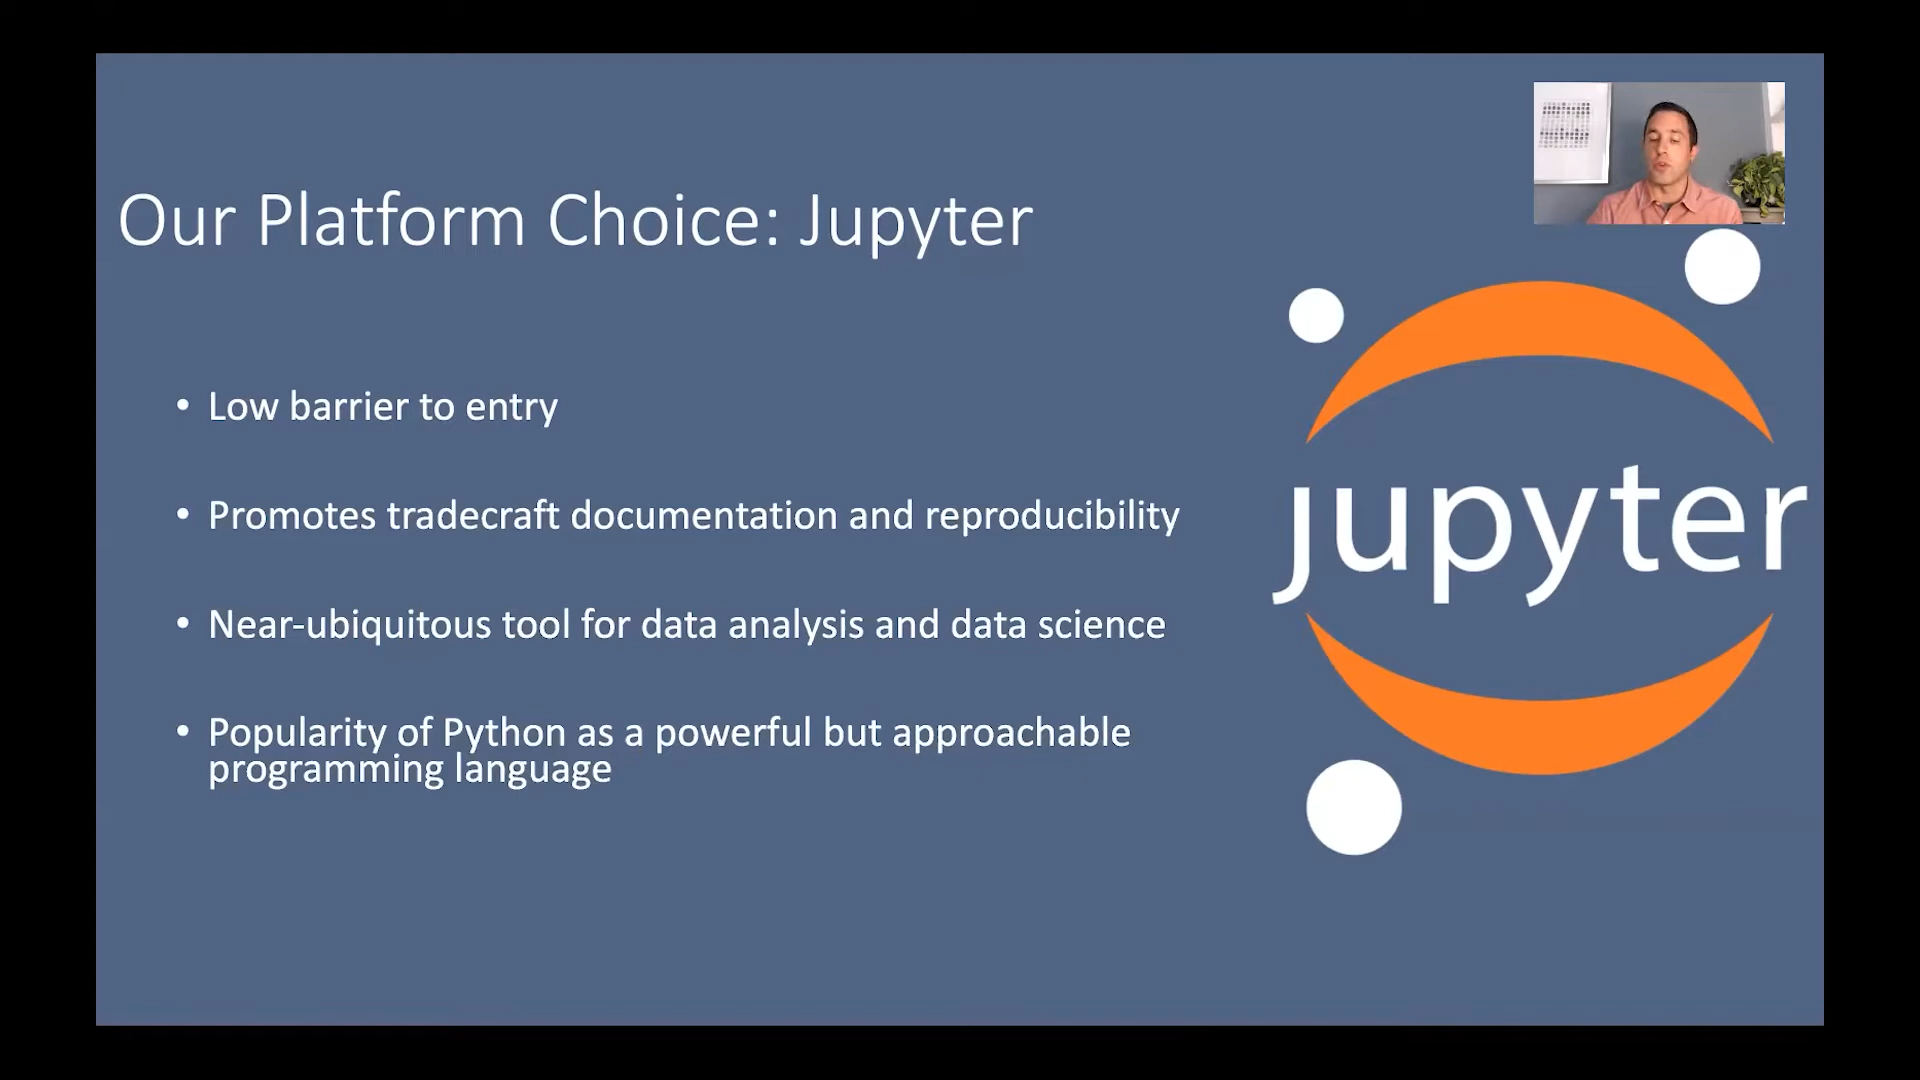 Our Platform Choice: Jupyter
• Low barrier to entry
• Promotes tradecraft documentation and reproducibility
• Near-ubiquitous tool for data analysis and data science
• Popularity of Python as a powerful but approachable
programming language
jupyter